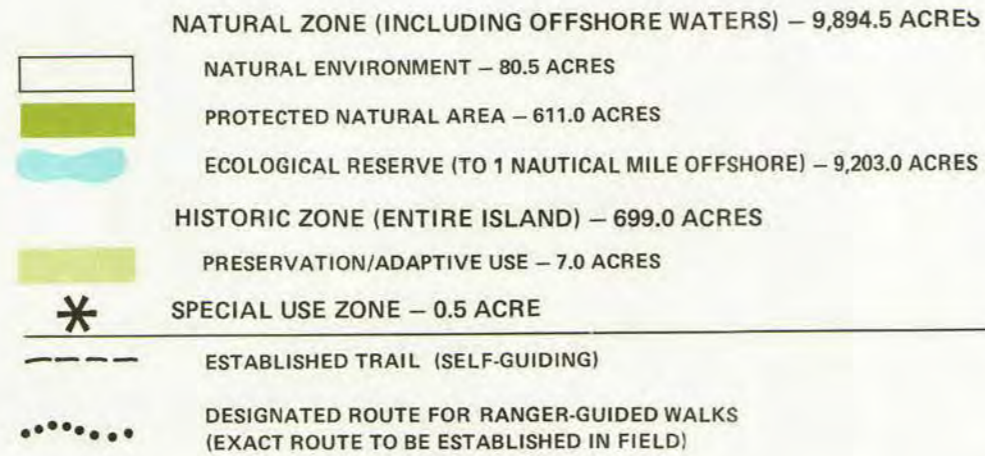 NATURAL ZONE (INCLUDING OFFSHORE WATERS) — 9,894.5 ACRES
NATURAL ENVIRONMENT — 80.5 ACRES
PROTECTED NATURAL AREA — 611.0 ACRES
ECOLOGICAL RESERVE (TO 1 NAUTICAL MILE OFFSHORE) — 9,203.0 ACRES
HISTORIC ZONE (ENTIRE ISLAND) — 699.0 ACRES
PRESERVATION/ADAPTIVE USE — 7.0 ACRES
SPECIAL USE ZONE — 0.5 ACRE
ESTABLISHED TRAIL (SELF-GUIDING)
DESIGNATED ROUTE FOR RANGER-GUIDED WALKS
(EXACT ROUTE TO BE ESTABLISHED IN FIELD)